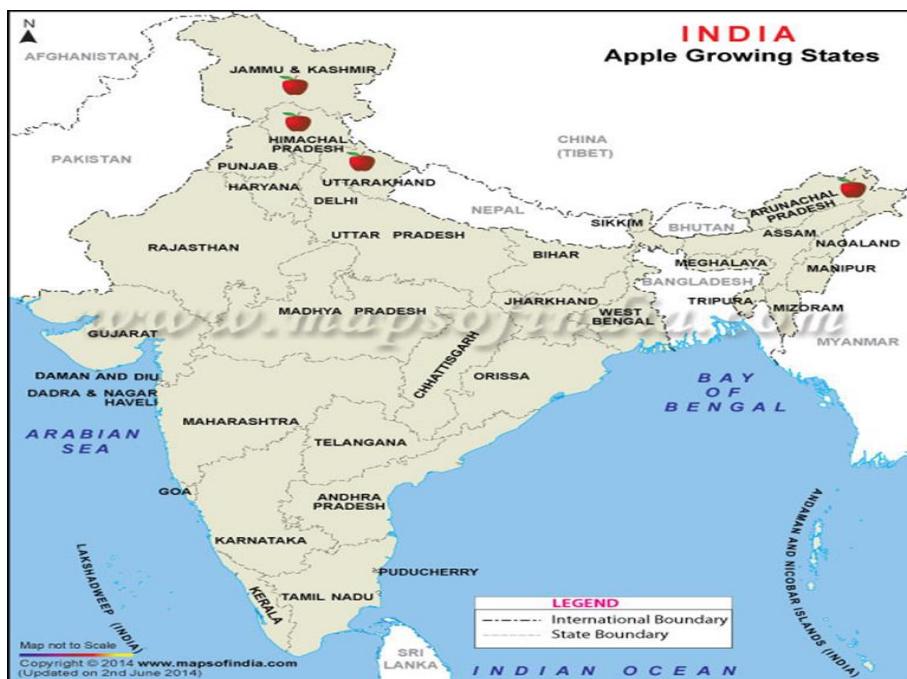 N
INDIA
Apple Growing States
AFGHANISTAN
JAMMU & KASHMIR
HIMACHAL
PRADESH
CHINA
(TIBET)
PAKISTAN
PUNJAB
UTTARAKHAND
HARYANA
DELHI
NEPAL
ARUNACHAL
PRADESH
SIKKIM
BHUTAN
ASSAM
RAJASTHAN
UTTAR PRADESH
NAGALAND
BIHAR
MEGHALAYA
MANIPUR
BANGLADESH
JHARKHAND
TRIPURA
MIZORAM
MADHYA PRADESH
WEST
BENGAL
www.mapsofindia.com
GUJARAT
MYANMAR
CHHATTISGARH
DAMAN AND DIU
ORISSA
DADRA & NAGAR
HAVELI
BAY
OF
BENGAL
MAHARASHTRA
ARABIAN
SEA
TELANGANA
GOA
ANDHRA
PRADESH
KARNATAKA
PUDUCHERRY
LAKSHADWEEP (INDIA)
KERALA
TAMIL NADU
ANDAMAN AND NICOBAR ISLANDS (INDIA)
LEGEND
International Boundary
State Boundary
SRI
LANKA
INDIAN OCEAN
Map not to Scale
Copyright © 2014 www.mapsofindia.com
(Updated on 2nd June 2014)